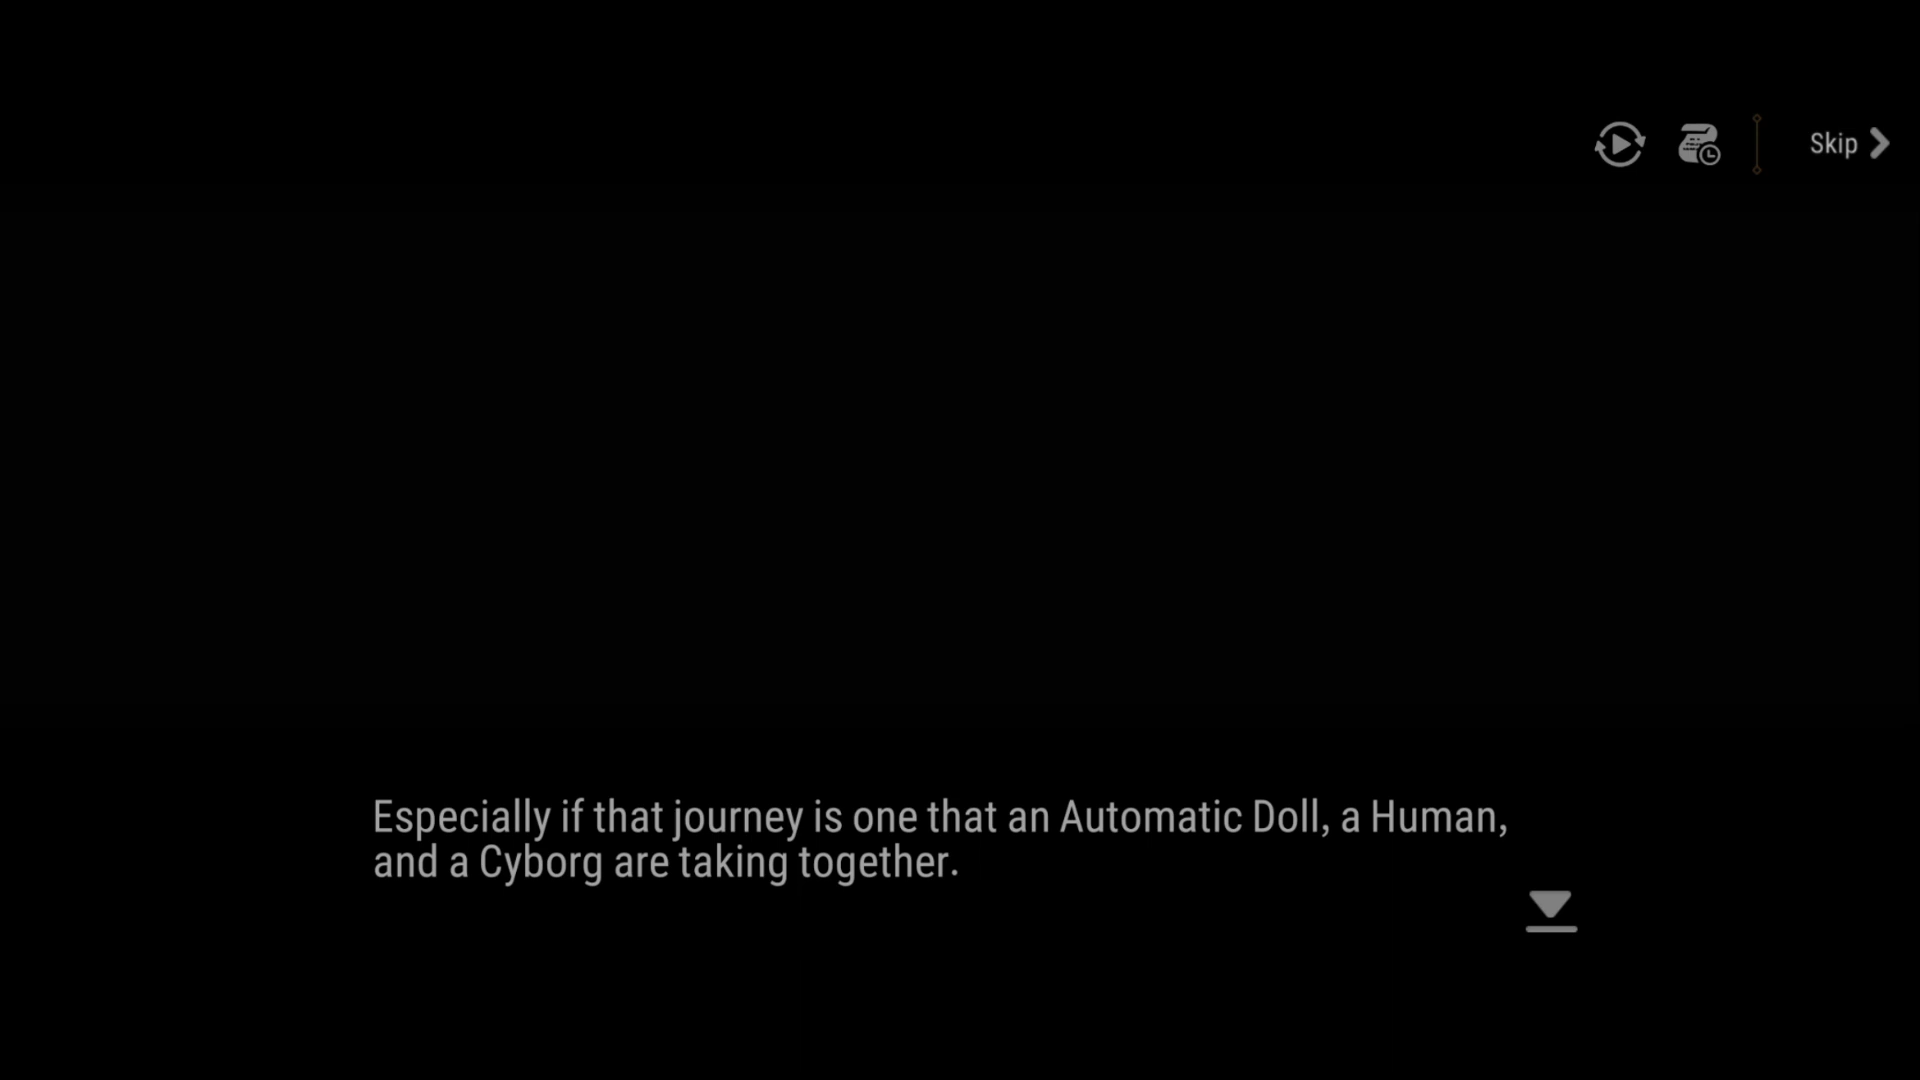 Skip
Especially if that journey is one that an Automatic Doll, a Human,
and a Cyborg are taking together.